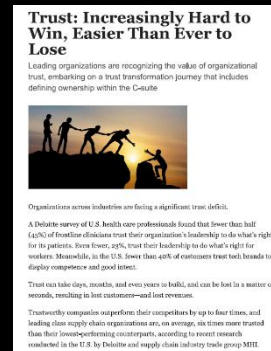 Trust: Increasingly Hard to
Win, Easier Than Ever to
Lose
Leading organizations are recognizing the value of organizational
trust, embarking on a trust transformation journey that includes
defining ownership within the C-suite
Organizations across industries are facing a significant trust deficit.
A Deloitte survey of U.S. health care professionals found that fewer than half
(45%) of frontline clinicians trust their organization's leadership to do what's right
for its patients. Even fewer, 23%, trust their leadership to do what's right for
workers. Meanwhile, in the U.S. fewer than 40% of customers trust tech brands to
display competence and good intent.
Trust can take days, months, and even years to build, and can be lost in a matter of
seconds, resulting in lost customers—and lost revenues.
Trustworthy companies outperform their competitors by up to four times, and
leading class supply chain organizations are, on average, six times more trusted
than their lowest-performing counterparts, according to recent research
conducted in the U.S. by Deloitte and supply chain industry trade group MHI.